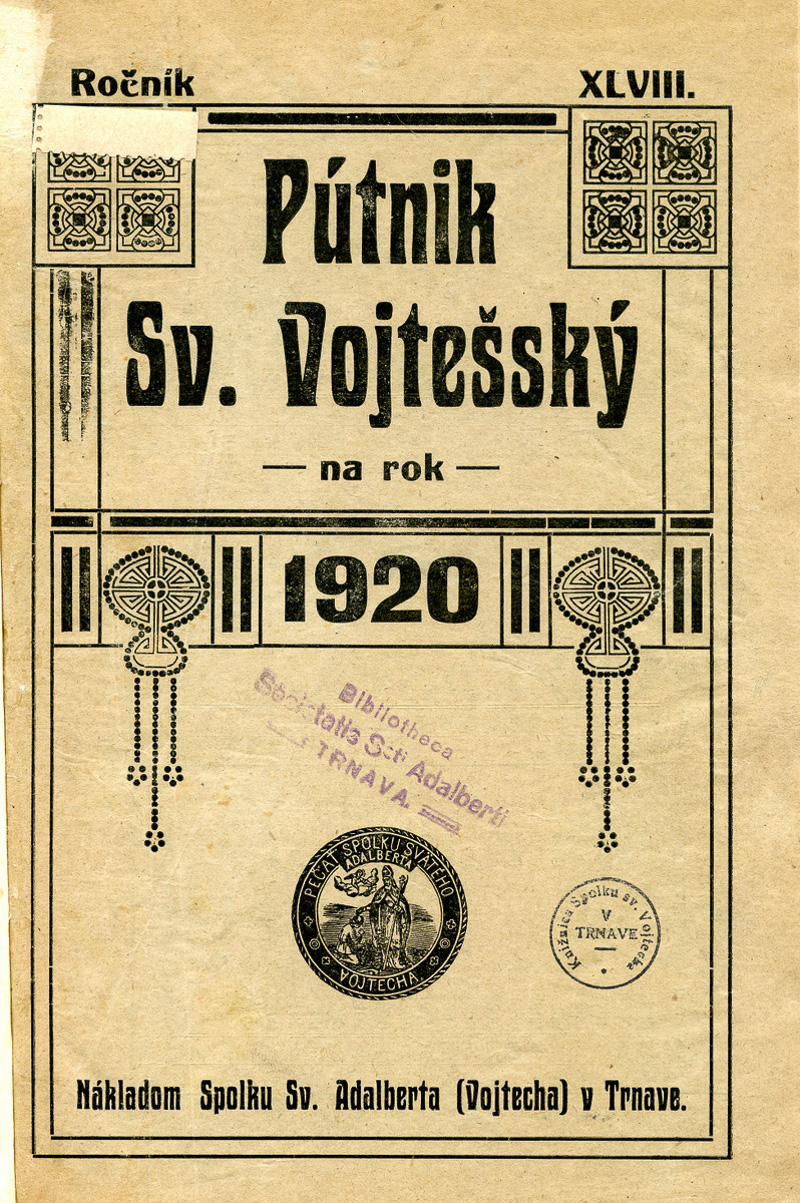 Ročník XLVIII.
Pútnik
Sv. Vojtešský
— na rok —
1920
Bibliotheca
Societatis Scti Adalberti
TRNAVA.
PEČAŤ SPOLKU SVÄTÉHO
ADALBERTA
VOJTECHA
Knižnica Spolku sv. Vojtecha
V
TRNAVE
Nákladom Spolku Sv. Adalberta (Vojtecha) v Trnave.